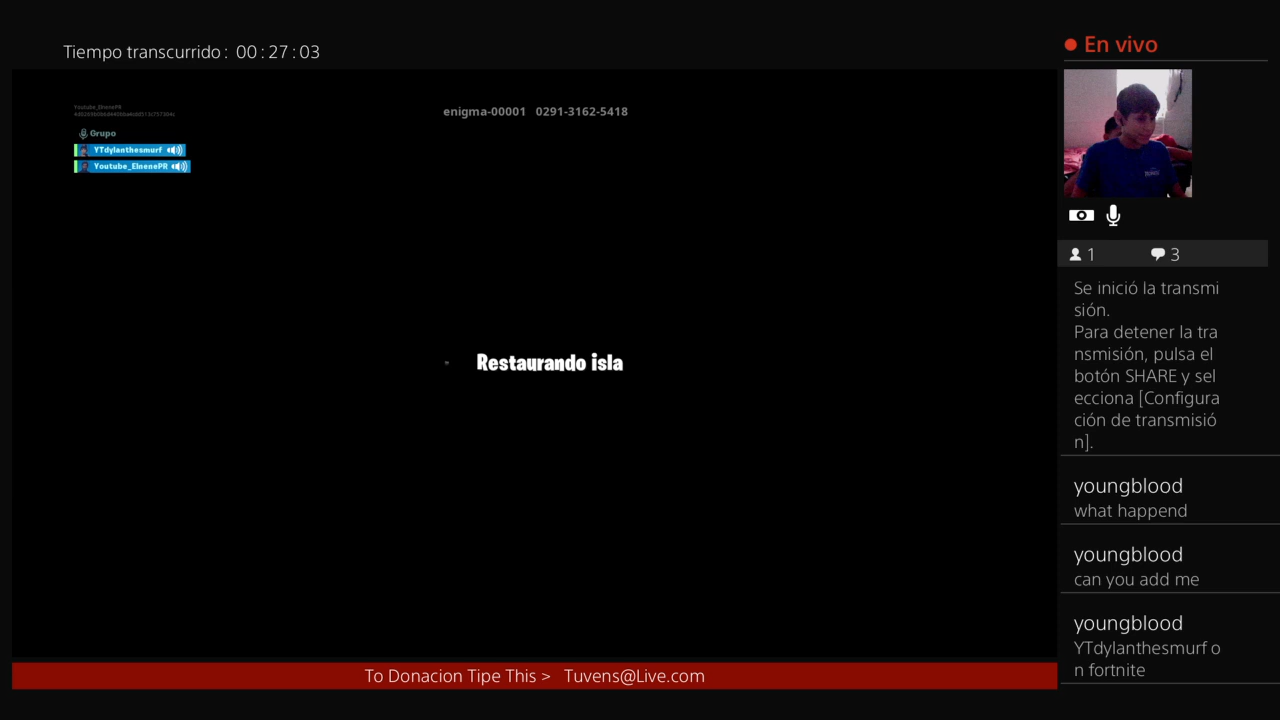 Tiempo transcurrido : 00 : 27 : 03
En vivo
Youtube_ElnenePR
enigma-00001 0291-3162-5418
Grupo
YTdylanthesmurf
Youtube_ElnenePR
1 3
Se inició la transmi
sión.
Para detener la tra
nsmisión, pulsa el
botón SHARE y sel
ecciona [Configura
ción de transmisió
n].
Restaurando isla
youngblood
what happend
youngblood
can you add me
youngblood
YTdylanthesmurf o
n fortnite
To Donacion Tipe This > Tuvens@Live.com